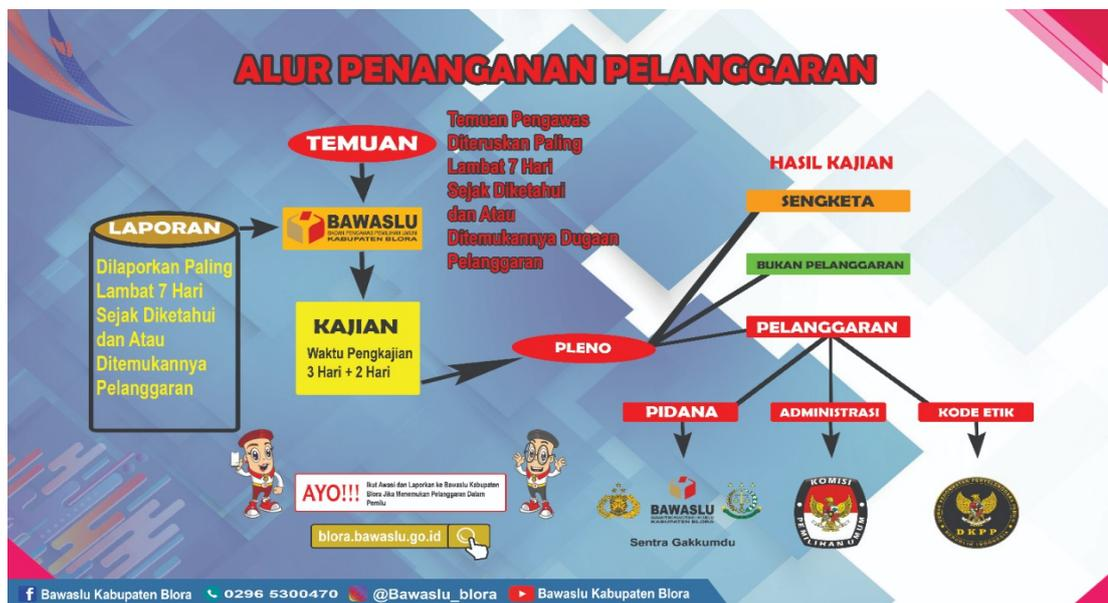 ALUR PENANGANAN PELANGGARAN
TEMUAN
Temuan Pengawas
Diteruskan Paling
Lambat 7 Hari
Sejak Diketahui
dan Atau
Ditemukannya Dugaan
Pelanggaran
LAPORAN
Dilaporkan Paling
Lambat 7 Hari
Sejak Diketahui
dan Atau
Ditemukannya
Pelanggaran
BAWASLU
BADAN PENGAWAS PEMILIHAN UMUM
KABUPATEN BLORA
KAJIAN
Waktu Pengkajian
3 Hari + 2 Hari
PLENO
HASIL KAJIAN
SENGKETA
BUKAN PELANGGARAN
PELANGGARAN
PIDANA
ADMINISTRASI
KODE ETIK
BAWASLU
KABUPATEN BLORA
Sentra Gakkumdu
KOMISI
PEMILIHAN UMUM
DKPP
AYO!!!
Ikut Awasi dan Laporkan ke Bawaslu Kabupaten
Blora Jika Menemukan Pelanggaran Dalam
Pemilu
blora.bawaslu.go.id
Bawaslu Kabupaten Blora
0296 5300470
@Bawaslu_blora
Bawaslu Kabupaten Blora